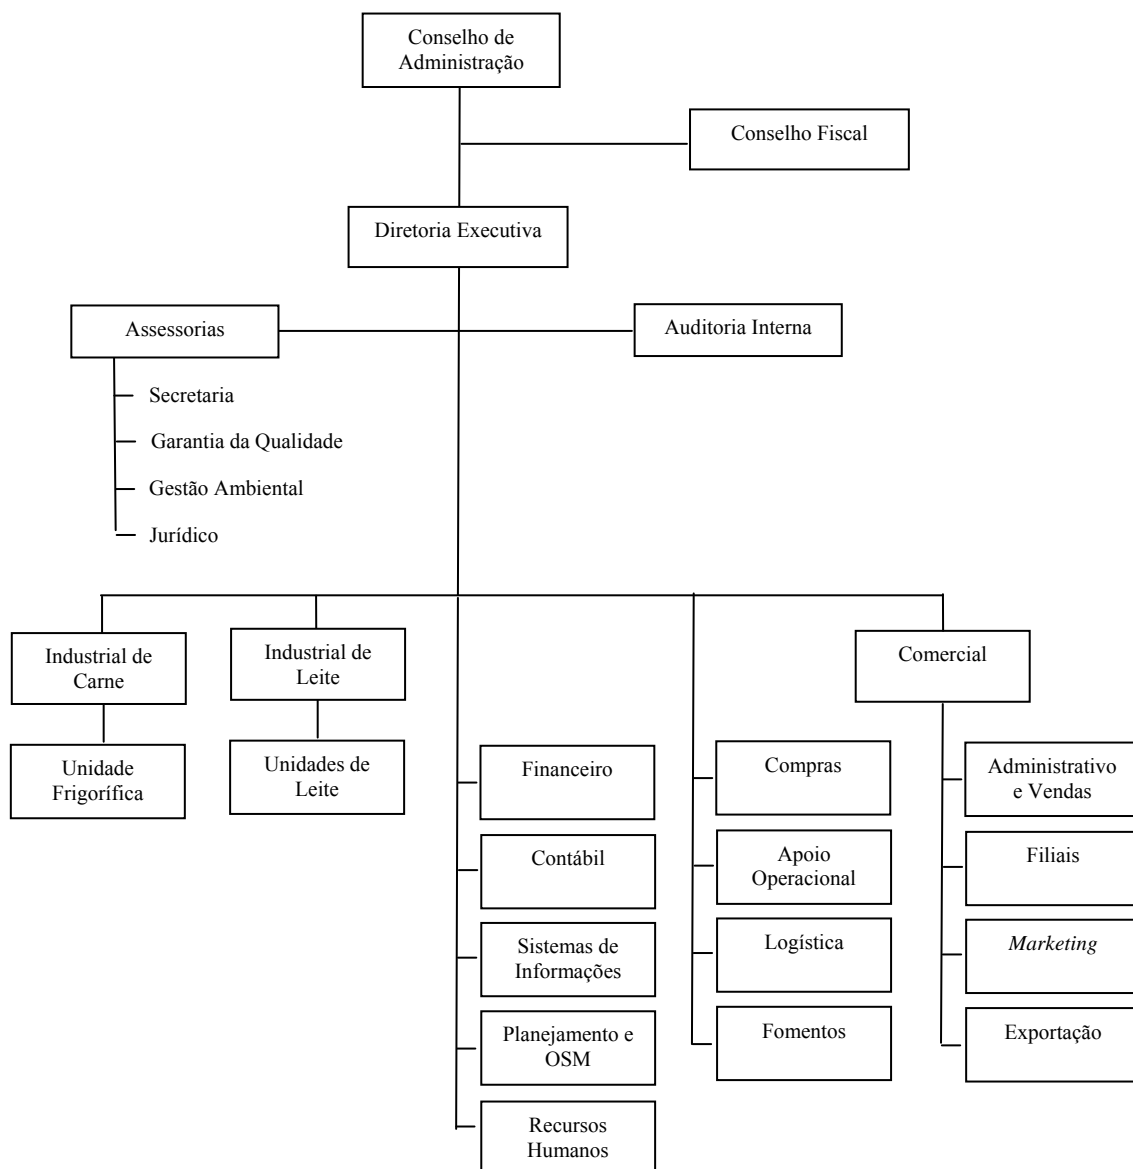 Conselho de
Administração
Conselho Fiscal
Diretoria Executiva
Assessorias
Auditoria Interna
Secretaria
Garantia da Qualidade
Gestão Ambiental
Jurídico
Industrial de
Carne
Industrial de
Leite
Comercial
Unidade
Frigorífica
Unidades de
Leite
Financeiro
Contábil
Sistemas de
Informações
Planejamento e
OSM
Recursos
Humanos
Compras
Apoio
Operacional
Logística
Fomentos
Administrativo
e Vendas
Filiais
Marketing
Exportação